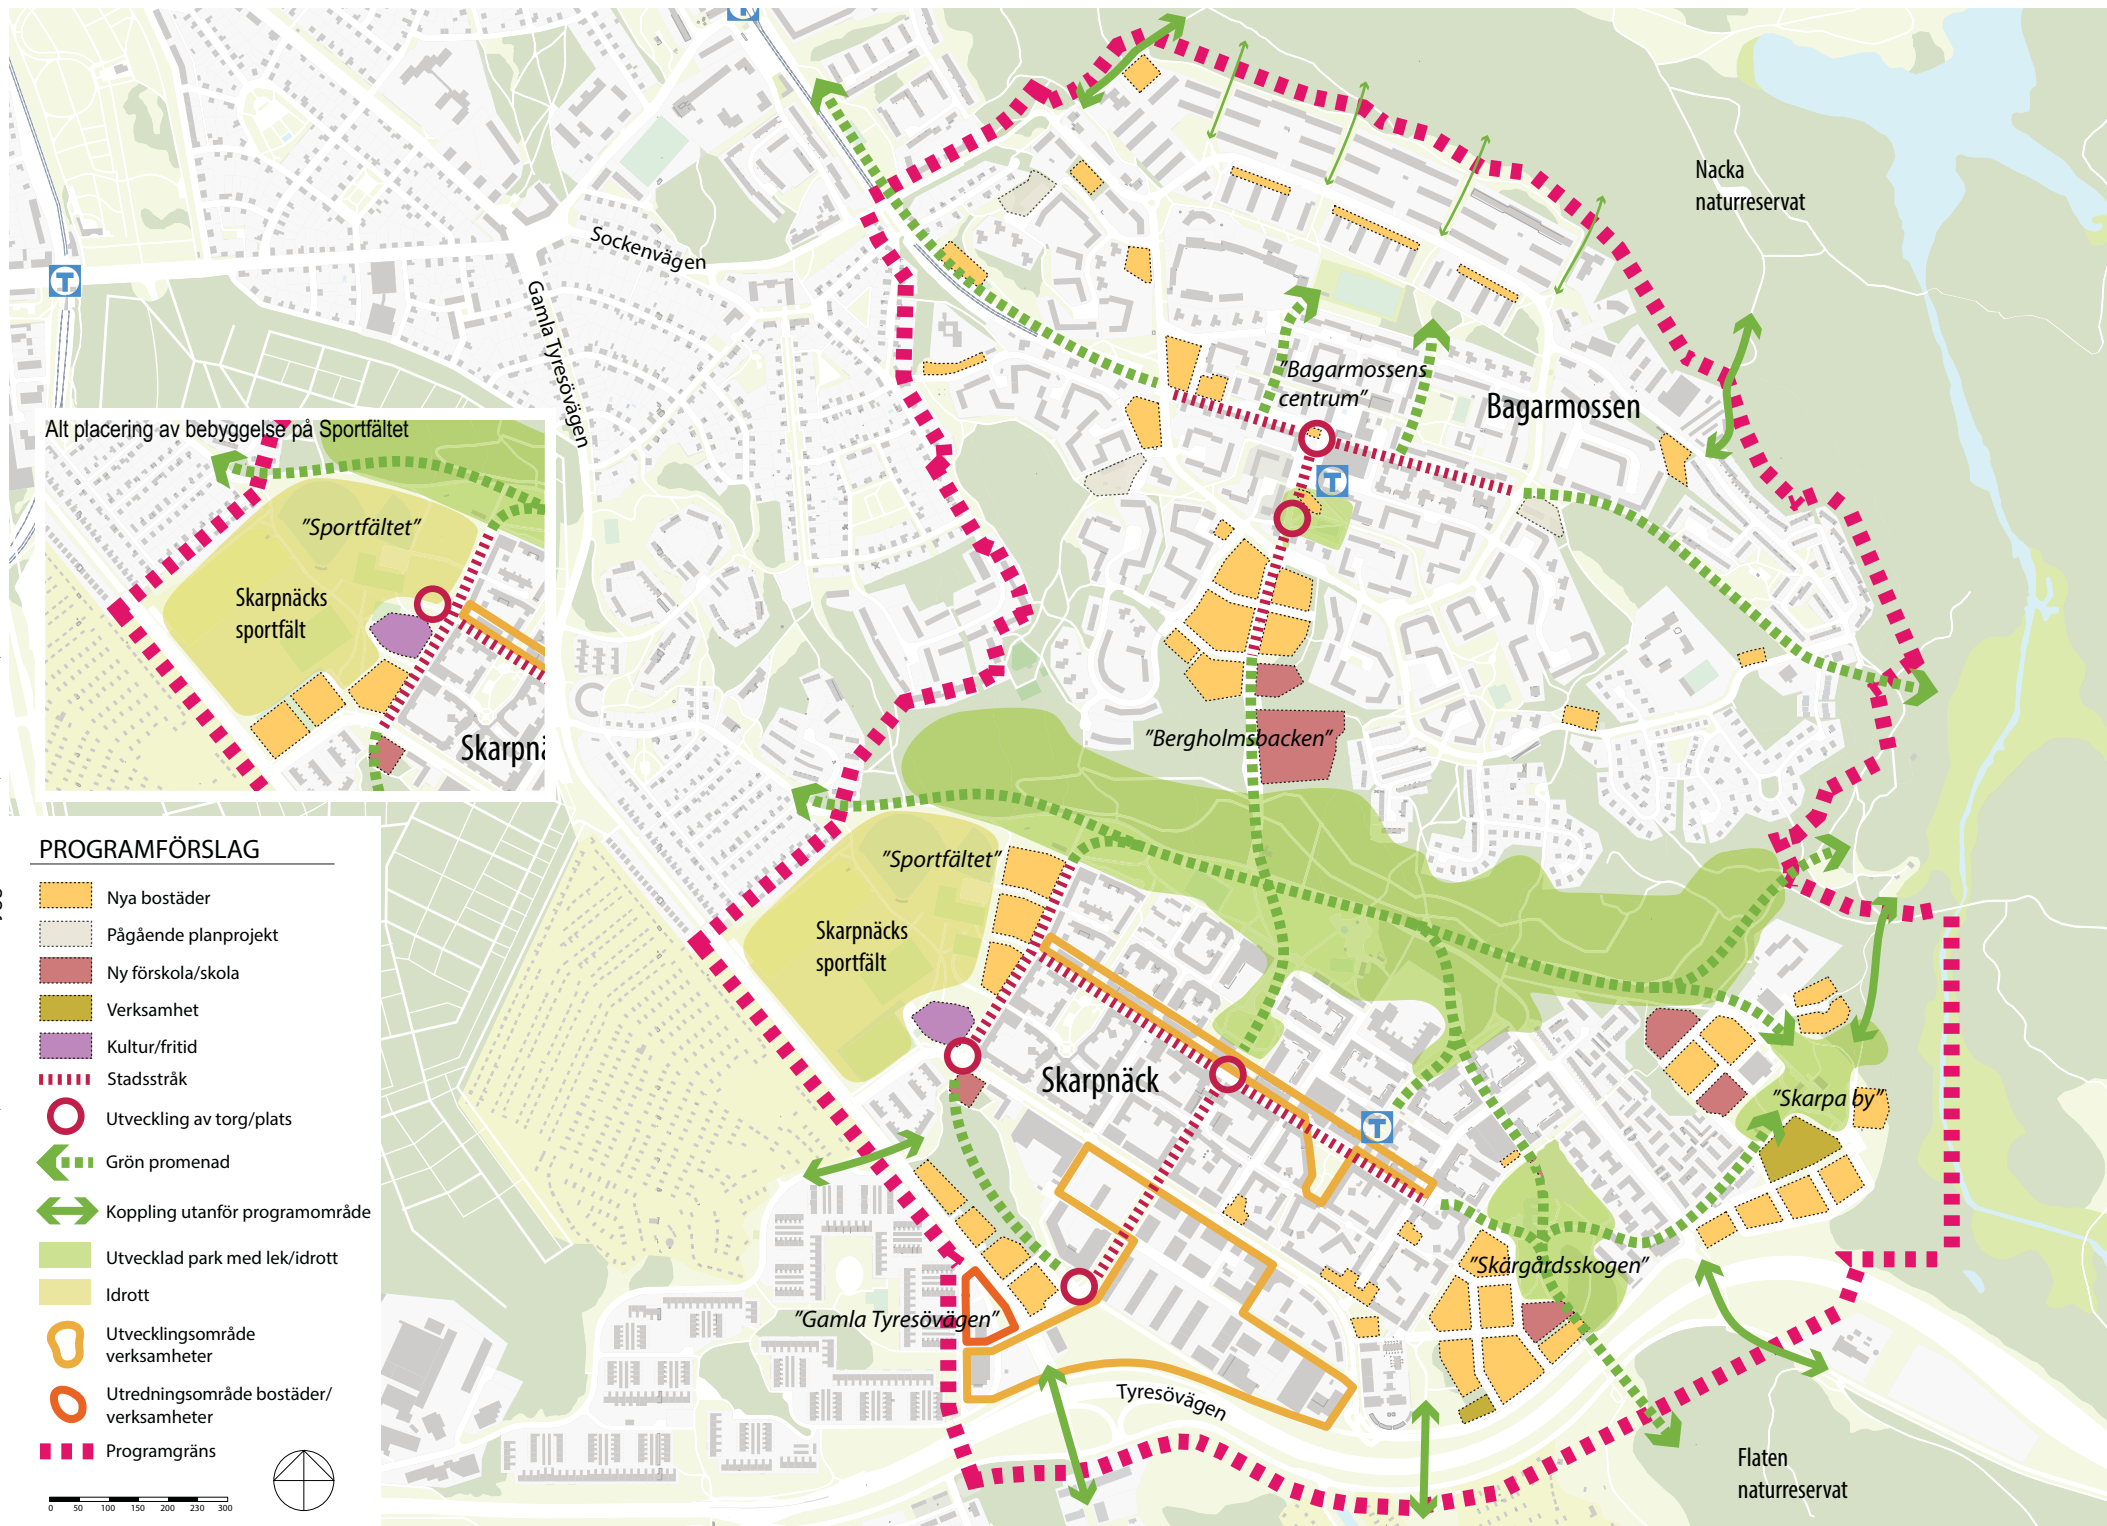 Nacka
naturreservat
Sockenvägen
Gamla Tyresövägen
T
"Bagarmossens
centrum"
Bagarmossen
T
Alt placering av bebyggelse på Sportfältet
"Sportfältet"
Skarpnäcks
sportfält
Skarpnä
T
"Bergholmsbacken"
"Sportfältet"
Skarpnäcks
sportfält
Skarpnäck
T
"Skarpa by"
"Skärgårdsskogen"
"Gamla Tyresövägen"
Tyresövägen
Flaten
naturreservat
PROGRAMFÖRSLAG
Nya bostäder
Pågående planprojekt
Ny förskola/skola
Verksamhet
Kultur/fritid
Stadsstråk
Utveckling av torg/plats
Grön promenad
Koppling utanför programområde
Utvecklad park med lek/idrott
Idrott
Utvecklingsområde
verksamheter
Utredningsområde bostäder/
verksamheter
Programgräns
0 50 100 150 200 230 300